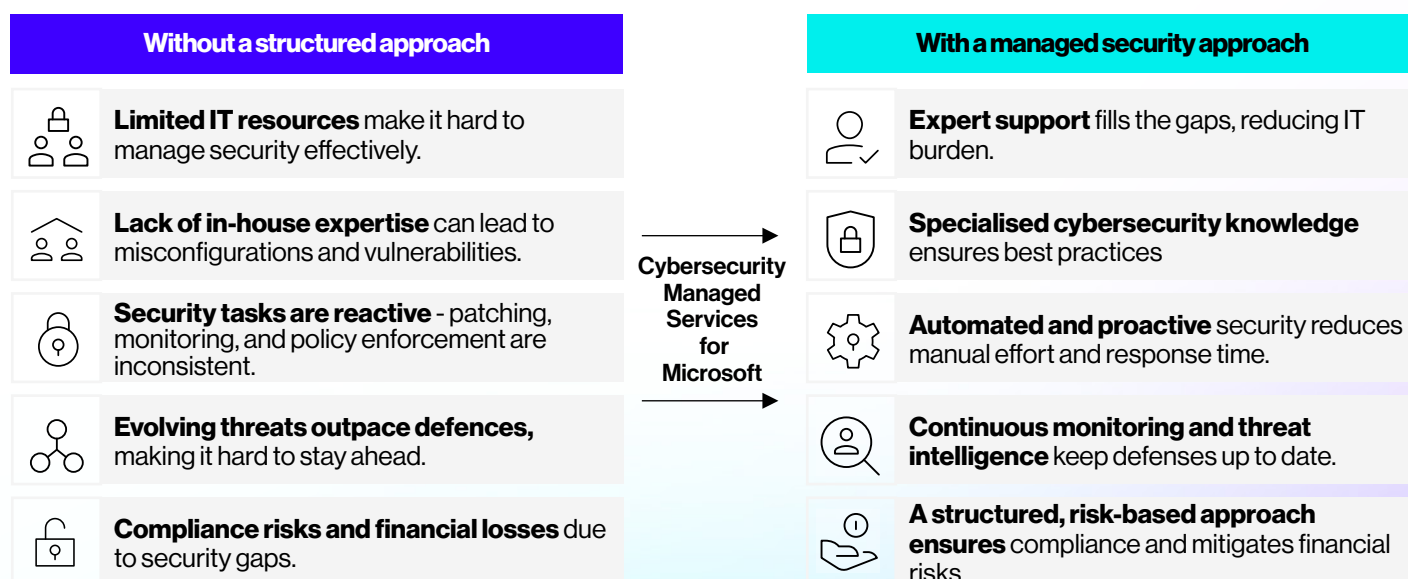 Without a structured approach
Limited IT resources make it hard to
manage security effectively.
Lack of in-house expertise can lead to
misconfigurations and vulnerabilities.
Security tasks are reactive - patching,
monitoring, and policy enforcement are
inconsistent.
Evolving threats outpace defences,
making it hard to stay ahead.
Compliance risks and financial losses due
to security gaps.
Cybersecurity
Managed
Services
for
Microsoft
With a managed security approach
Expert support fills the gaps, reducing IT
burden.
Specialised cybersecurity knowledge
ensures best practices
Automated and proactive security reduces
manual effort and response time.
Continuous monitoring and threat
intelligence keep defenses up to date.
A structured, risk-based approach
ensures compliance and mitigates financial
risks